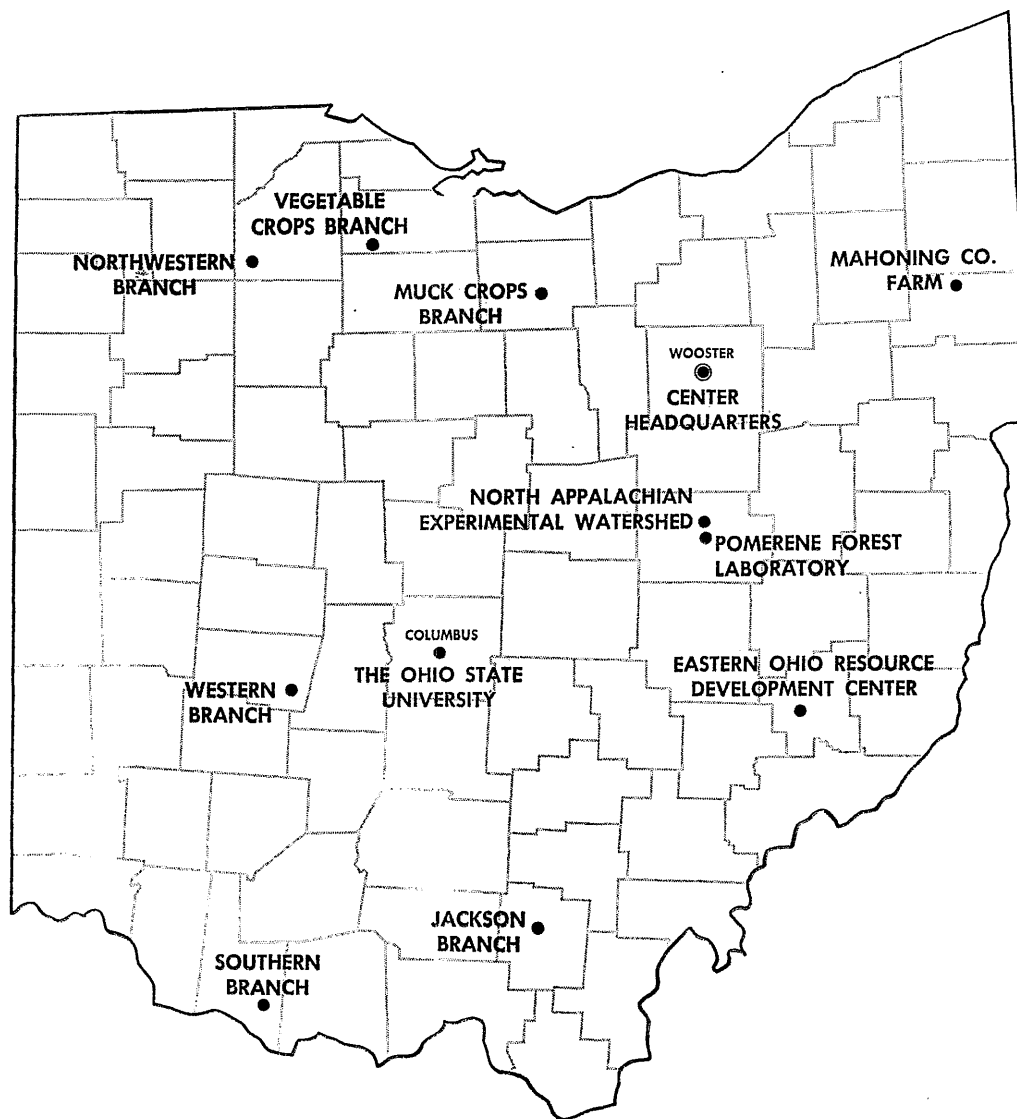 VEGETABLE
CROPS BRANCH
NORTHWESTERN
BRANCH
MUCK CROPS
BRANCH
MAHONING CO.
FARM
WOOSTER
CENTER
HEADQUARTERS
NORTH APPALACHIAN
EXPERIMENTAL WATERSHED
POMERENE FOREST
LABORATORY
COLUMBUS
THE OHIO STATE
UNIVERSITY
EASTERN OHIO RESOURCE
DEVELOPMENT CENTER
WESTERN
BRANCH
JACKSON
BRANCH
SOUTHERN
BRANCH